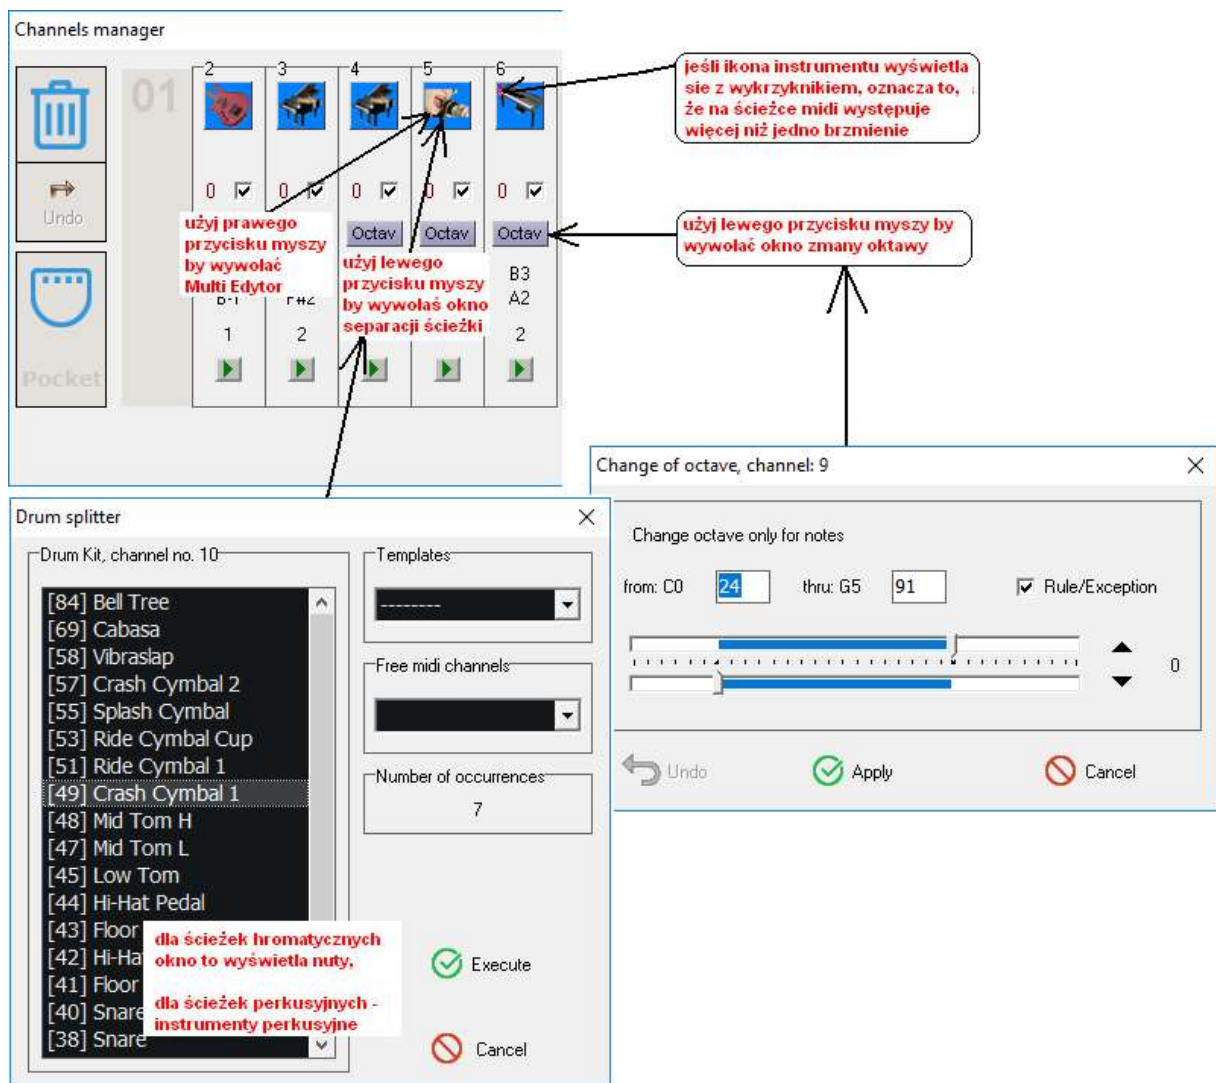 Channels manager
01
2 3 4 5 6
0 0 0 0 0
Undo
Octav Octav Octav
B3
F#2 A2
1 2 2
Pocket
jeśli ikona instrumentu wyświetla
sie z wykrzyknikiem, oznacza to,
że na ścieżce midi występuje
więcej niż jedno brzmienie
użyj prawego
przycisku myszy
by wywołać
Multi Edytor
użyj lewego
przycisku myszy
by wywołaś okno
separacji ścieżki
użyj lewego przycisku myszy by
wywołać okno zmany oktawy
Change of octave, channel: 9
Change octave only for notes
from: C0 24 thru: G5 91 Rule/Exception
0
Undo Apply Cancel
Drum splitter
Drum Kit, channel no. 10
[84] Bell Tree
[69] Cabasa
[58] Vibraslap
[57] Crash Cymbal 2
[55] Splash Cymbal
[53] Ride Cymbal Cup
[51] Ride Cymbal 1
[49] Crash Cymbal 1
[48] Mid Tom H
[47] Mid Tom L
[45] Low Tom
[44] Hi-Hat Pedal
[43] Floor
[42] Hi-Ha
[41] Floor
[40] Snare
[38] Snare
Templates
--------
Free midi channels
Number of occurrences
7
dla ścieżek hromatycznych
okno to wyświetla nuty,
dla ścieżek perkusyjnych -
instrumenty perkusyjne
Execute
Cancel